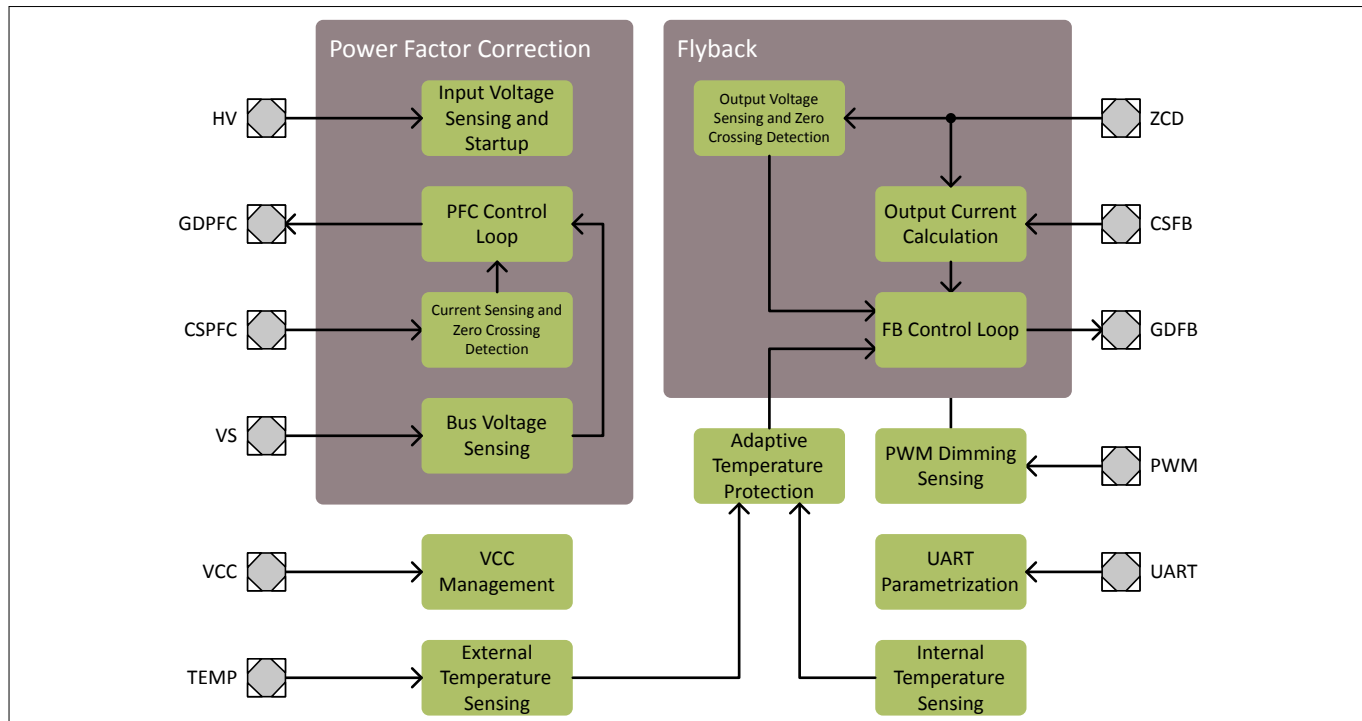 Power Factor Correction
Flyback
HV
Input Voltage
Sensing and
Startup
Output Voltage
Sensing and Zero
Crossing Detection
ZCD
GDPFC
PFC Control
Loop
Output Current
Calculation
CSFB
CSPFC
Current Sensing and
Zero Crossing
Detection
FB Control Loop
GDFB
VS
Bus Voltage
Sensing
Adaptive
Temperature
Protection
PWM Dimming
Sensing
PWM
VCC
VCC
Management
UART
Parametrization
UART
TEMP
External
Temperature
Sensing
Internal
Temperature
Sensing